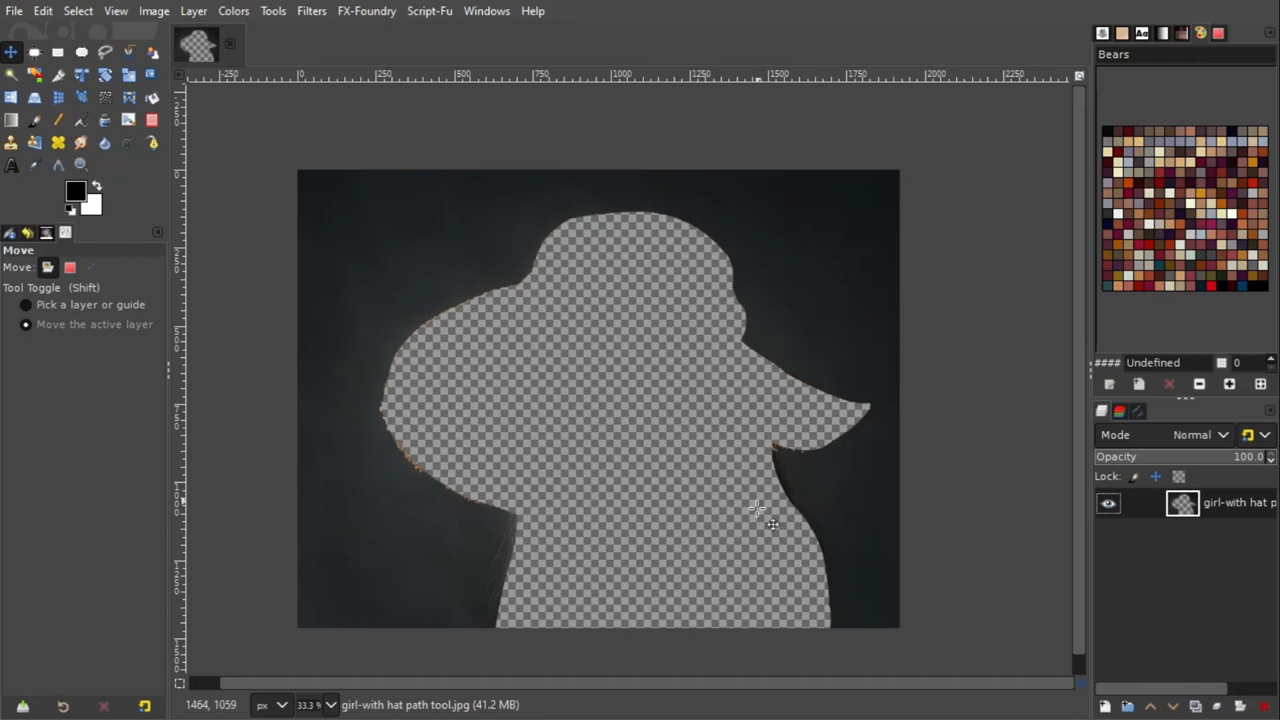 File Edit Select View Image Layer Colors Tools Filters FX-Foundry Script-Fu Windows Help
-250 0 250 500 750 1000 1250 1500 1750 2000 2250
Bears
Move
Move:
Tool Toggle (Shift)
Pick a layer or guide
Move the active layer
#### Undefined 0
Mode Normal
Opacity 100.0
Lock:
girl-with hat p
1464, 1059 px 33.3 % girl-with hat path tool.jpg (41.2 MB)